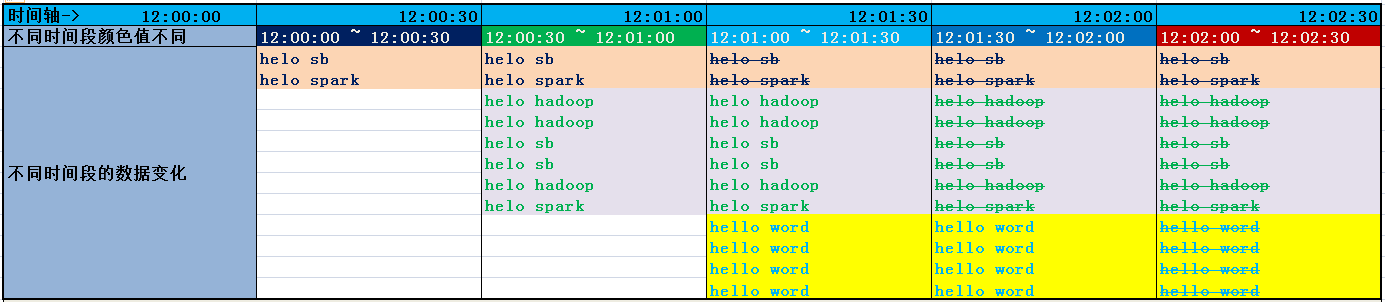 时间轴-> 12:00:00 12:00:30 12:01:00 12:01:30 12:02:00 12:02:30
不同时间段颜色值不同 12:00:00 ~ 12:00:30 12:00:30 ~ 12:01:00 12:01:00 ~ 12:01:30 12:01:30 ~ 12:02:00 12:02:00 ~ 12:02:30
helo sb helo sb helo sb helo sb helo sb
helo spark helo spark helo spark helo spark helo spark
helo hadoop helo hadoop helo hadoop helo hadoop
helo hadoop helo hadoop helo hadoop helo hadoop
helo sb helo sb helo sb helo sb
不同时间段的数据变化 helo sb helo sb helo sb helo sb
helo hadoop helo hadoop helo hadoop helo hadoop
helo spark helo spark helo spark helo spark
hello word hello word hello word
hello word hello word hello word
hello word hello word hello word
hello word hello word hello word